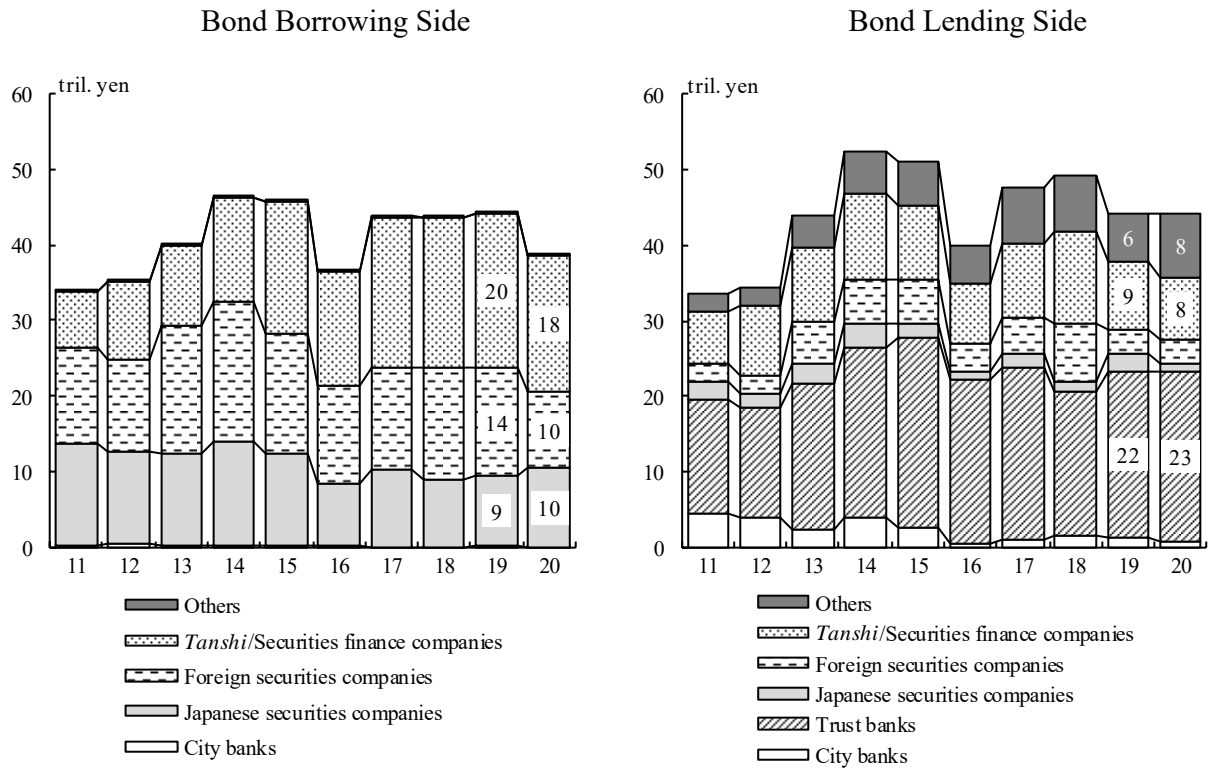 Bond Borrowing Side
tril. yen
60
50
40
30
20
10
0
20
18
14
10
9
10
11 12 13 14 15 16 17 18 19 20
Others
Tanshi/Securities finance companies
Foreign securities companies
Japanese securities companies
City banks
Bond Lending Side
tril. yen
60
50
40
30
20
10
0
6
8
9
8
22
23
11 12 13 14 15 16 17 18 19 20
Others
Tanshi/Securities finance companies
Foreign securities companies
Japanese securities companies
Trust banks
City banks